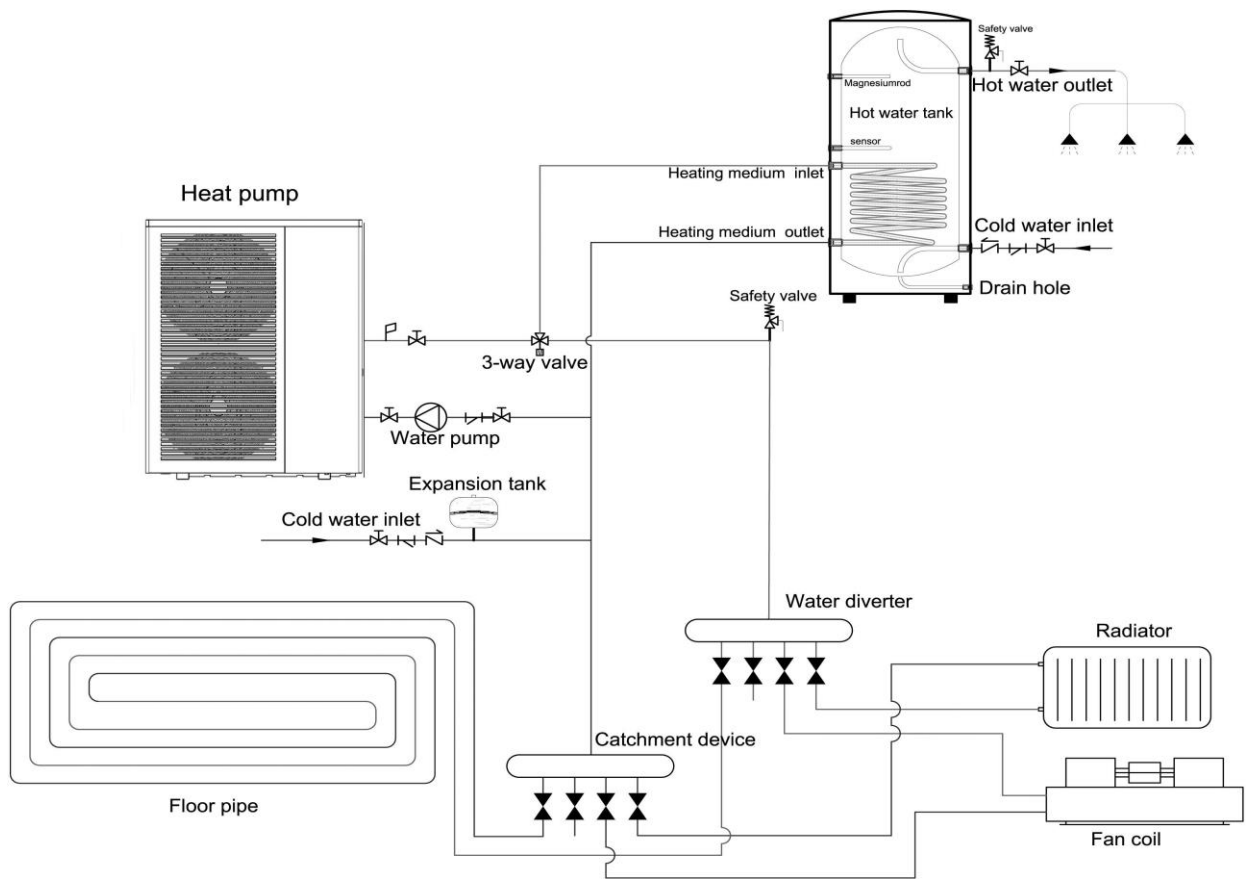 Safety valve
Hot water outlet
Magnesiumrod
Hot water tank
sensor
Heating medium inlet
Heat pump
Heating medium outlet
Cold water inlet
Drain hole
Safety valve
3-way valve
Water pump
Expansion tank
Cold water inlet
Water diverter
Radiator
Catchment device
Floor pipe
Fan coil